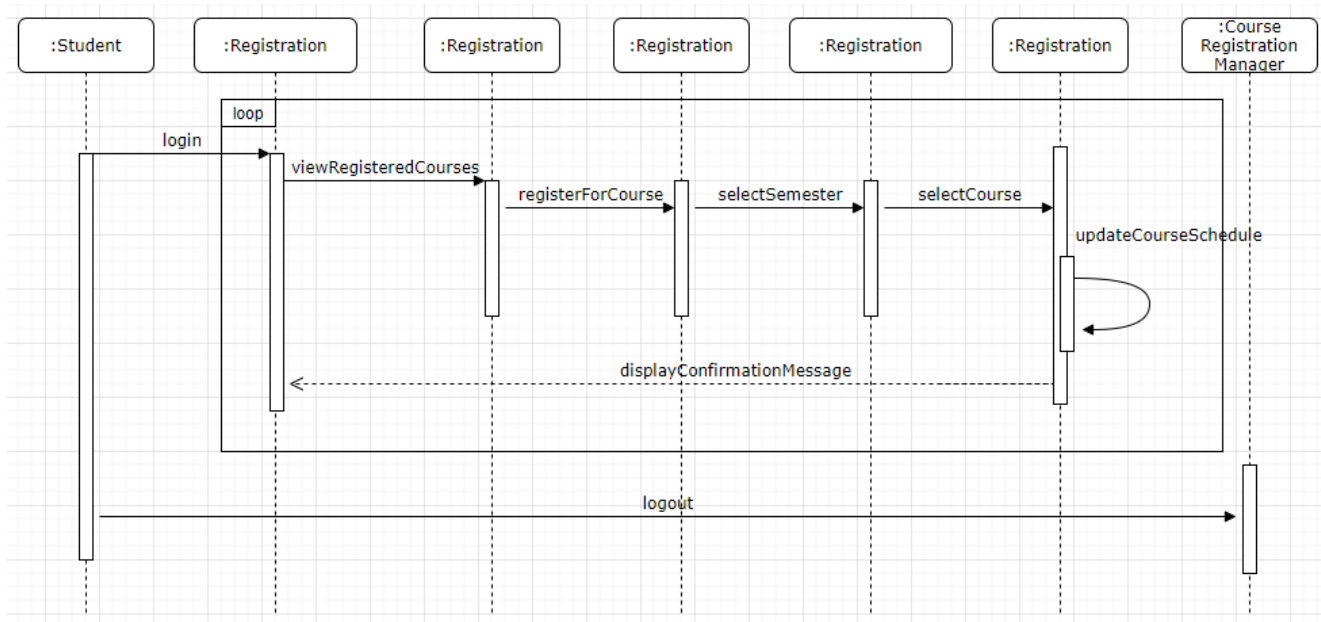 :Student
:Registration
:Registration
:Registration
:Registration
:Registration
:Course
Registration
Manager
loop
login
viewRegisteredCourses
registerForCourse
selectSemester
selectCourse
updateCourseSchedule
displayConfirmationMessage
logout